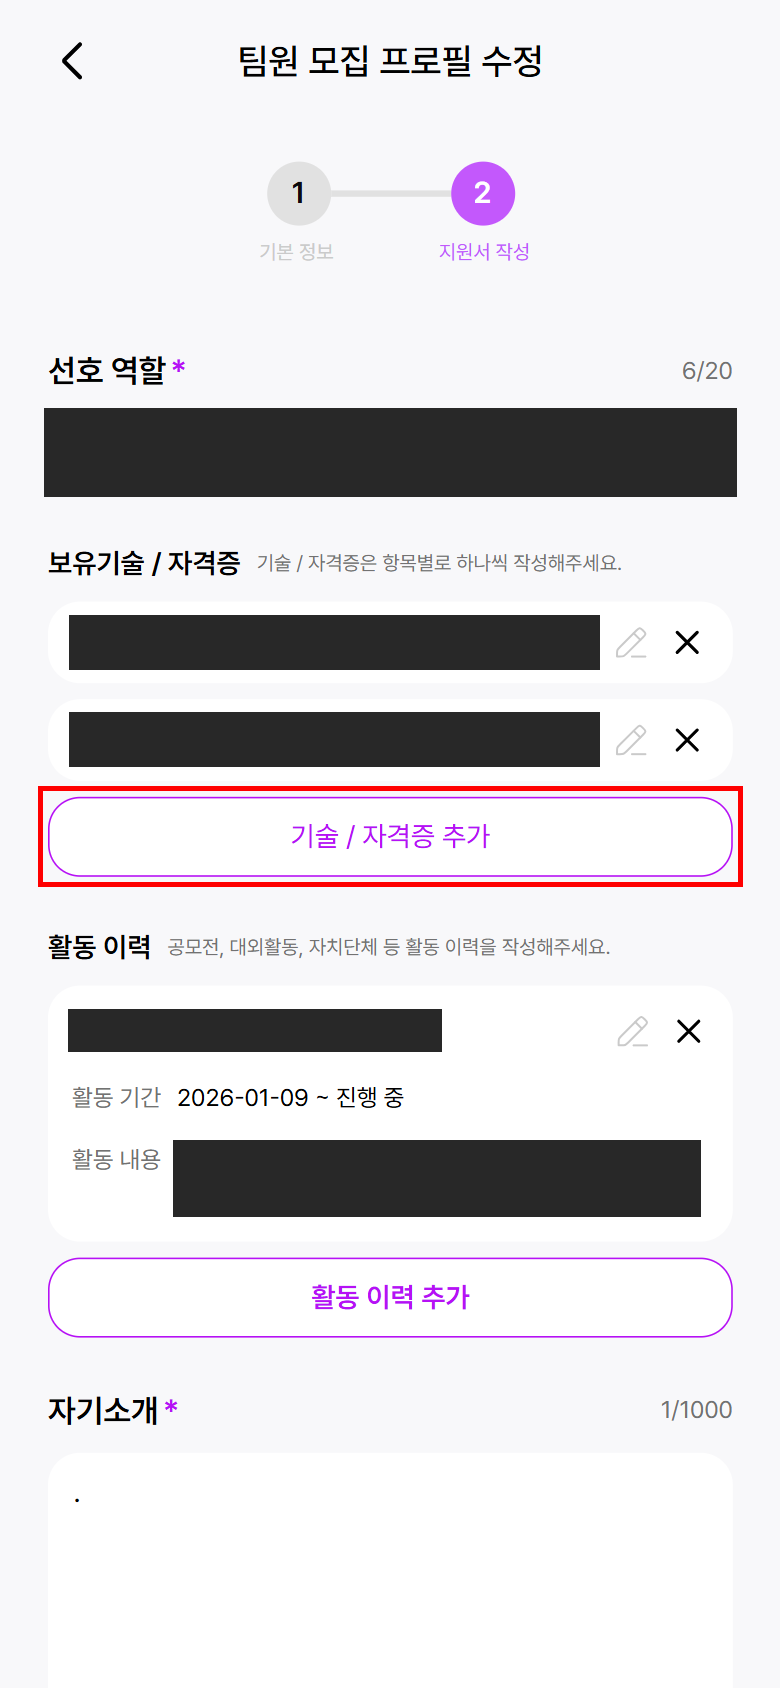 팀원 모집 프로필 수정
1
2
기본 정보
지원서 작성
선호 역할 *
6/20
보유기술 / 자격증
기술 / 자격증은 항목별로 하나씩 작성해주세요.
기술 / 자격증 추가
활동 이력
공모전, 대외활동, 자치단체 등 활동 이력을 작성해주세요.
활동 기간 2026-01-09 ~ 진행 중
활동 내용
활동 이력 추가
자기소개 *
1/1000
.